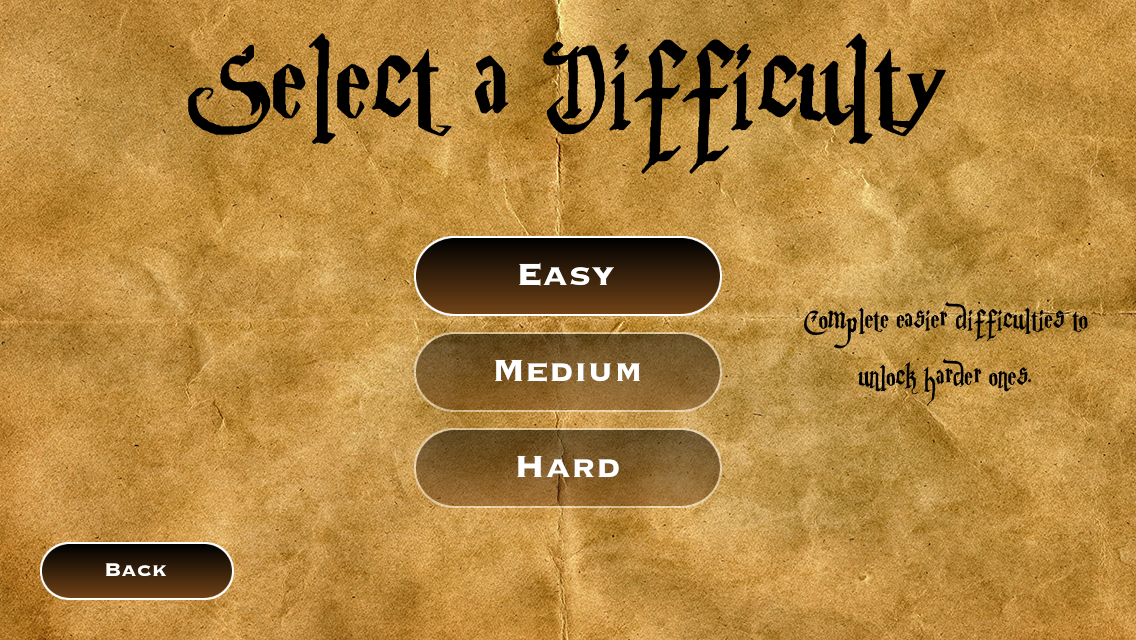 Select a Difficulty
Easy
Medium
Complete easier difficulties to
unlock harder ones.
Hard
Back